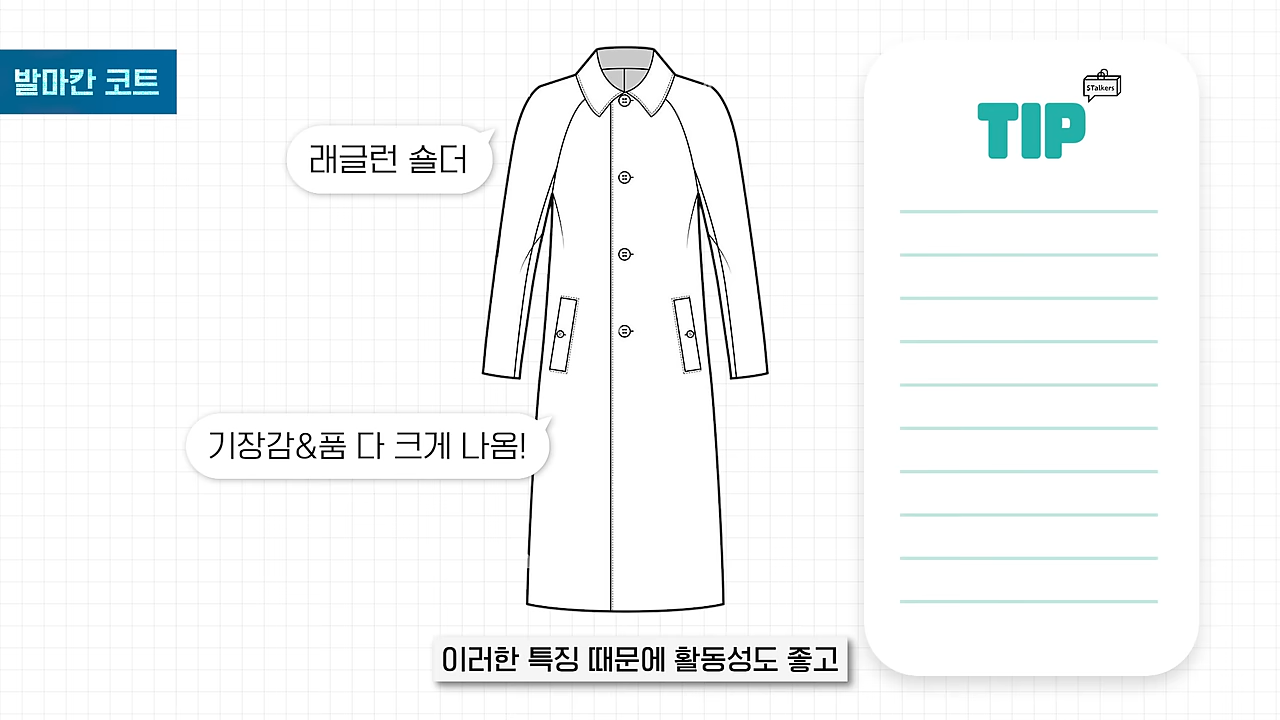 발마칸 코트
래글런 숄더
기장감&품 다 크게 나옴!
STalkers
TIP
이러한 특징 때문에 활동성도 좋고